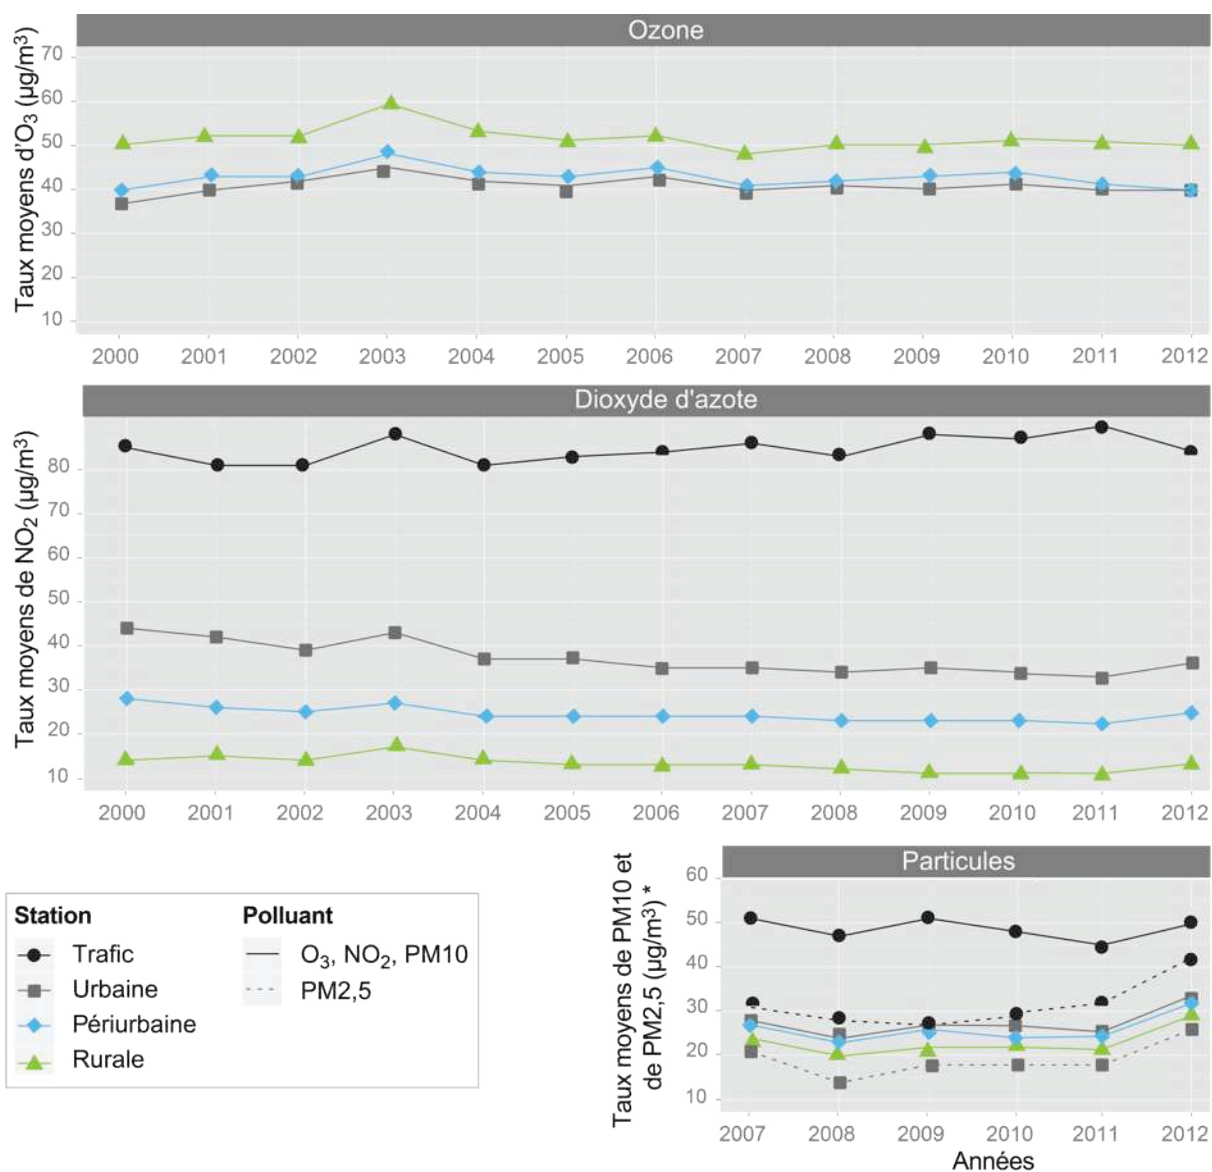 Ozone
Taux moyens d'O3 (µg/m³)
70
60
50
40
30
20
10
2000 2001 2002 2003 2004 2005 2006 2007 2008 2009 2010 2011 2012
Dioxyde d'azote
Taux moyens de NO2 (µg/m³)
80
70
60
50
40
30
20
10
2000 2001 2002 2003 2004 2005 2006 2007 2008 2009 2010 2011 2012
Station
Trafic
Urbaine
Périurbaine
Rurale
Polluant
O3, NO2, PM10
PM2,5
Particules
Taux moyens de PM10 et
de PM2,5 (µg/m³) *
60
50
40
30
20
10
2007 2008 2009 2010 2011 2012
Années